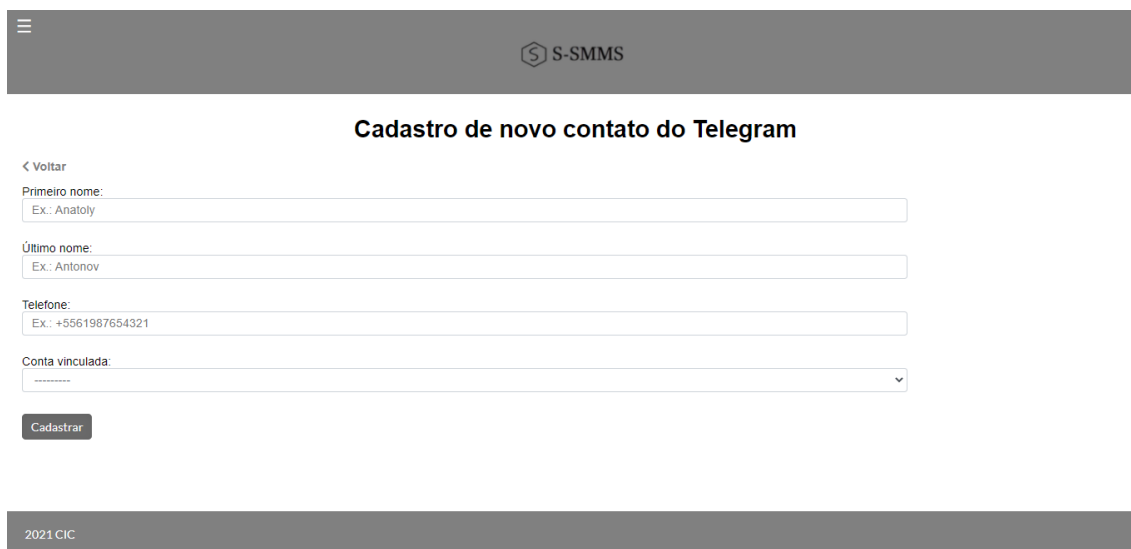 S-SMMS
Cadastro de novo contato do Telegram
Voltar
Primeiro nome:
Ex.: Anatoly
Último nome:
Ex.: Antonov
Telefone:
Ex.: +5561987654321
Conta vinculada:
---------
Cadastrar
2021 CIC